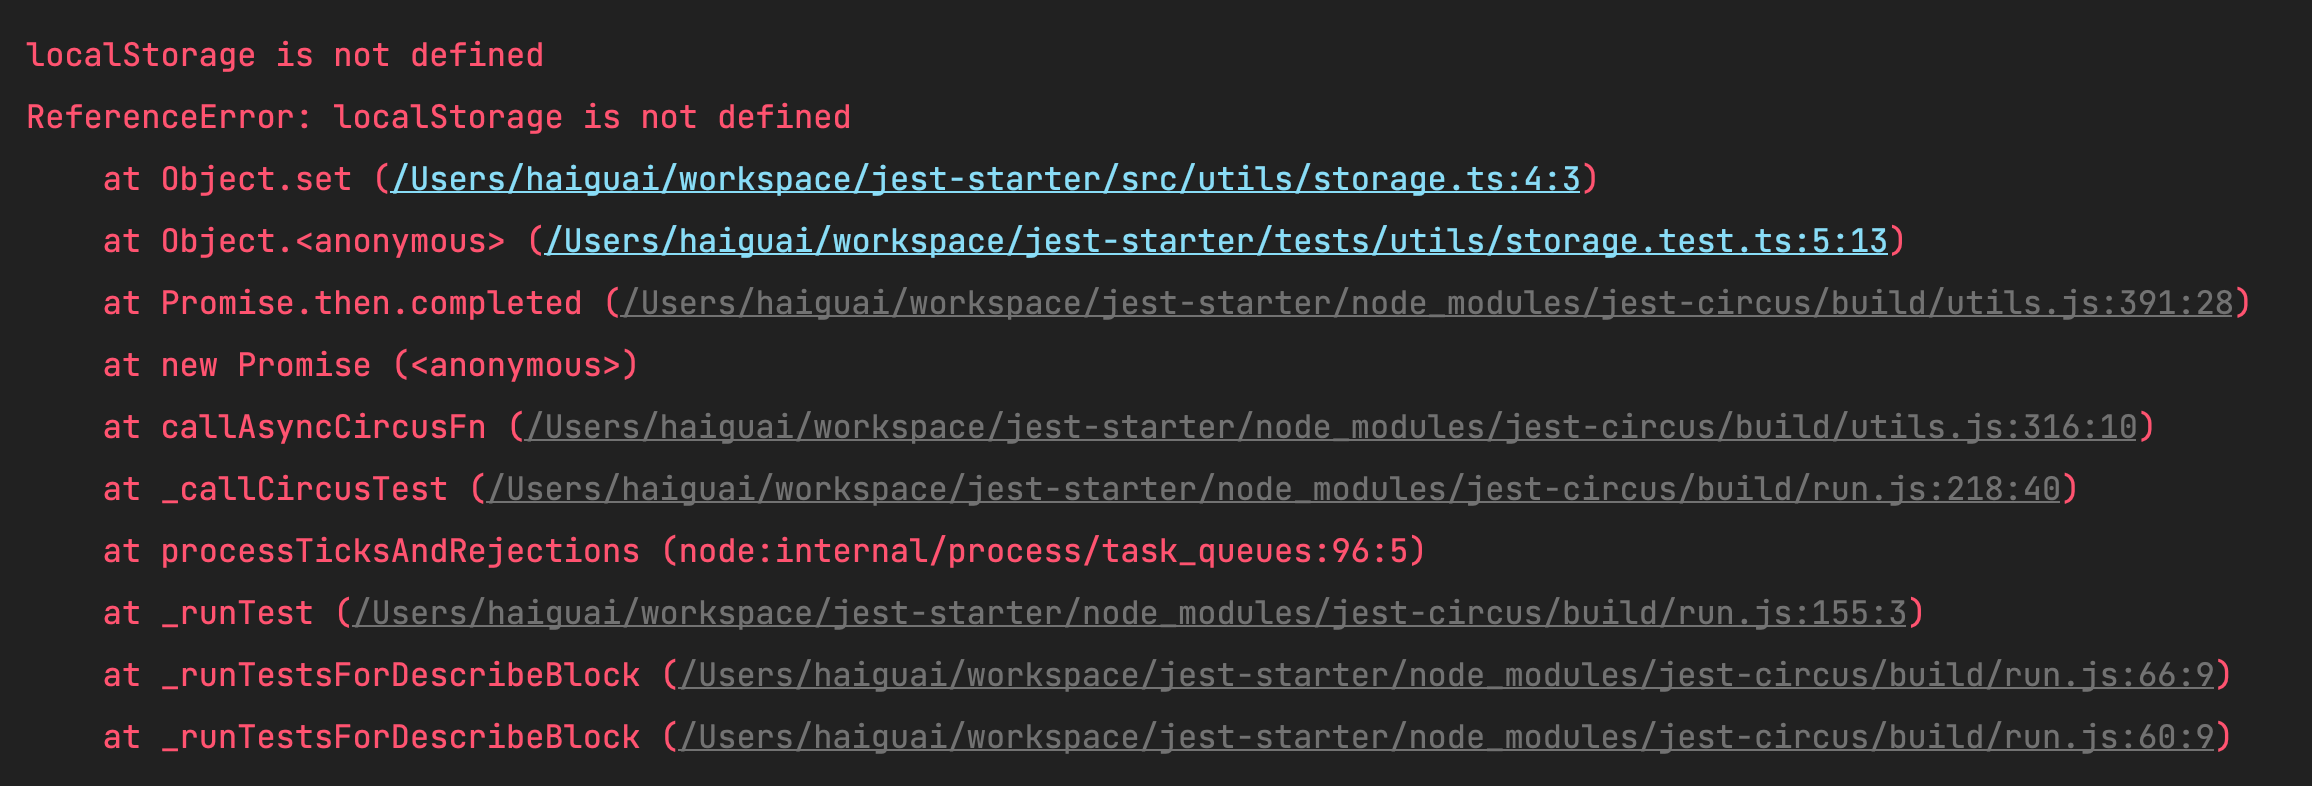 localStorage is not defined
ReferenceError: localStorage is not defined
    at Object.set (/Users/haiguai/workspace/jest-starter/src/utils/storage.ts:4:3)
    at Object.<anonymous> (/Users/haiguai/workspace/jest-starter/tests/utils/storage.test.ts:5:13)
    at Promise.then.completed (/Users/haiguai/workspace/jest-starter/node_modules/jest-circus/build/utils.js:391:28)
    at new Promise (<anonymous>)
    at callAsyncCircusFn (/Users/haiguai/workspace/jest-starter/node_modules/jest-circus/build/utils.js:316:10)
    at _callCircusTest (/Users/haiguai/workspace/jest-starter/node_modules/jest-circus/build/run.js:218:40)
    at processTicksAndRejections (node:internal/process/task_queues:96:5)
    at _runTest (/Users/haiguai/workspace/jest-starter/node_modules/jest-circus/build/run.js:155:3)
    at _runTestsForDescribeBlock (/Users/haiguai/workspace/jest-starter/node_modules/jest-circus/build/run.js:66:9)
    at _runTestsForDescribeBlock (/Users/haiguai/workspace/jest-starter/node_modules/jest-circus/build/run.js:60:9)